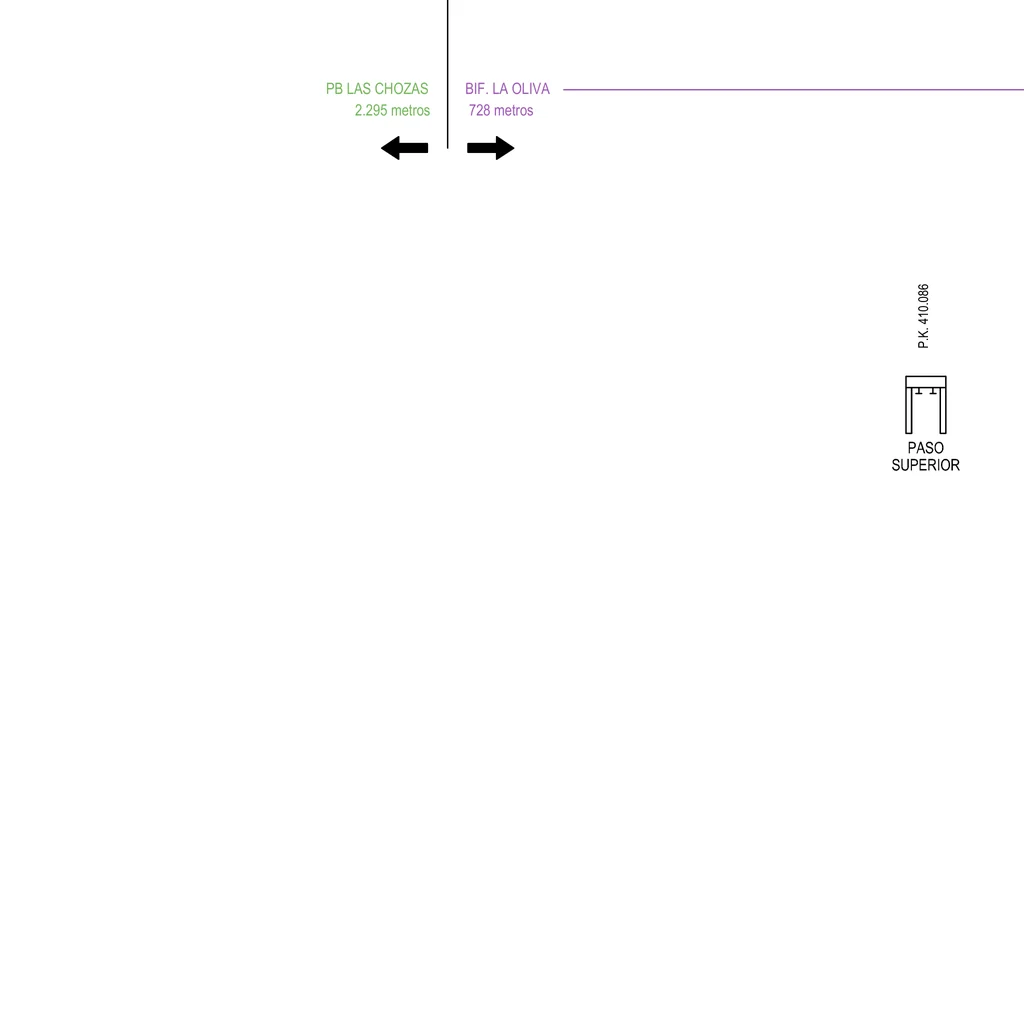 PB LAS CHOZAS
2.295 metros
BIF. LA OLIVA
728 metros
P.K. 410.086
PASO
SUPERIOR